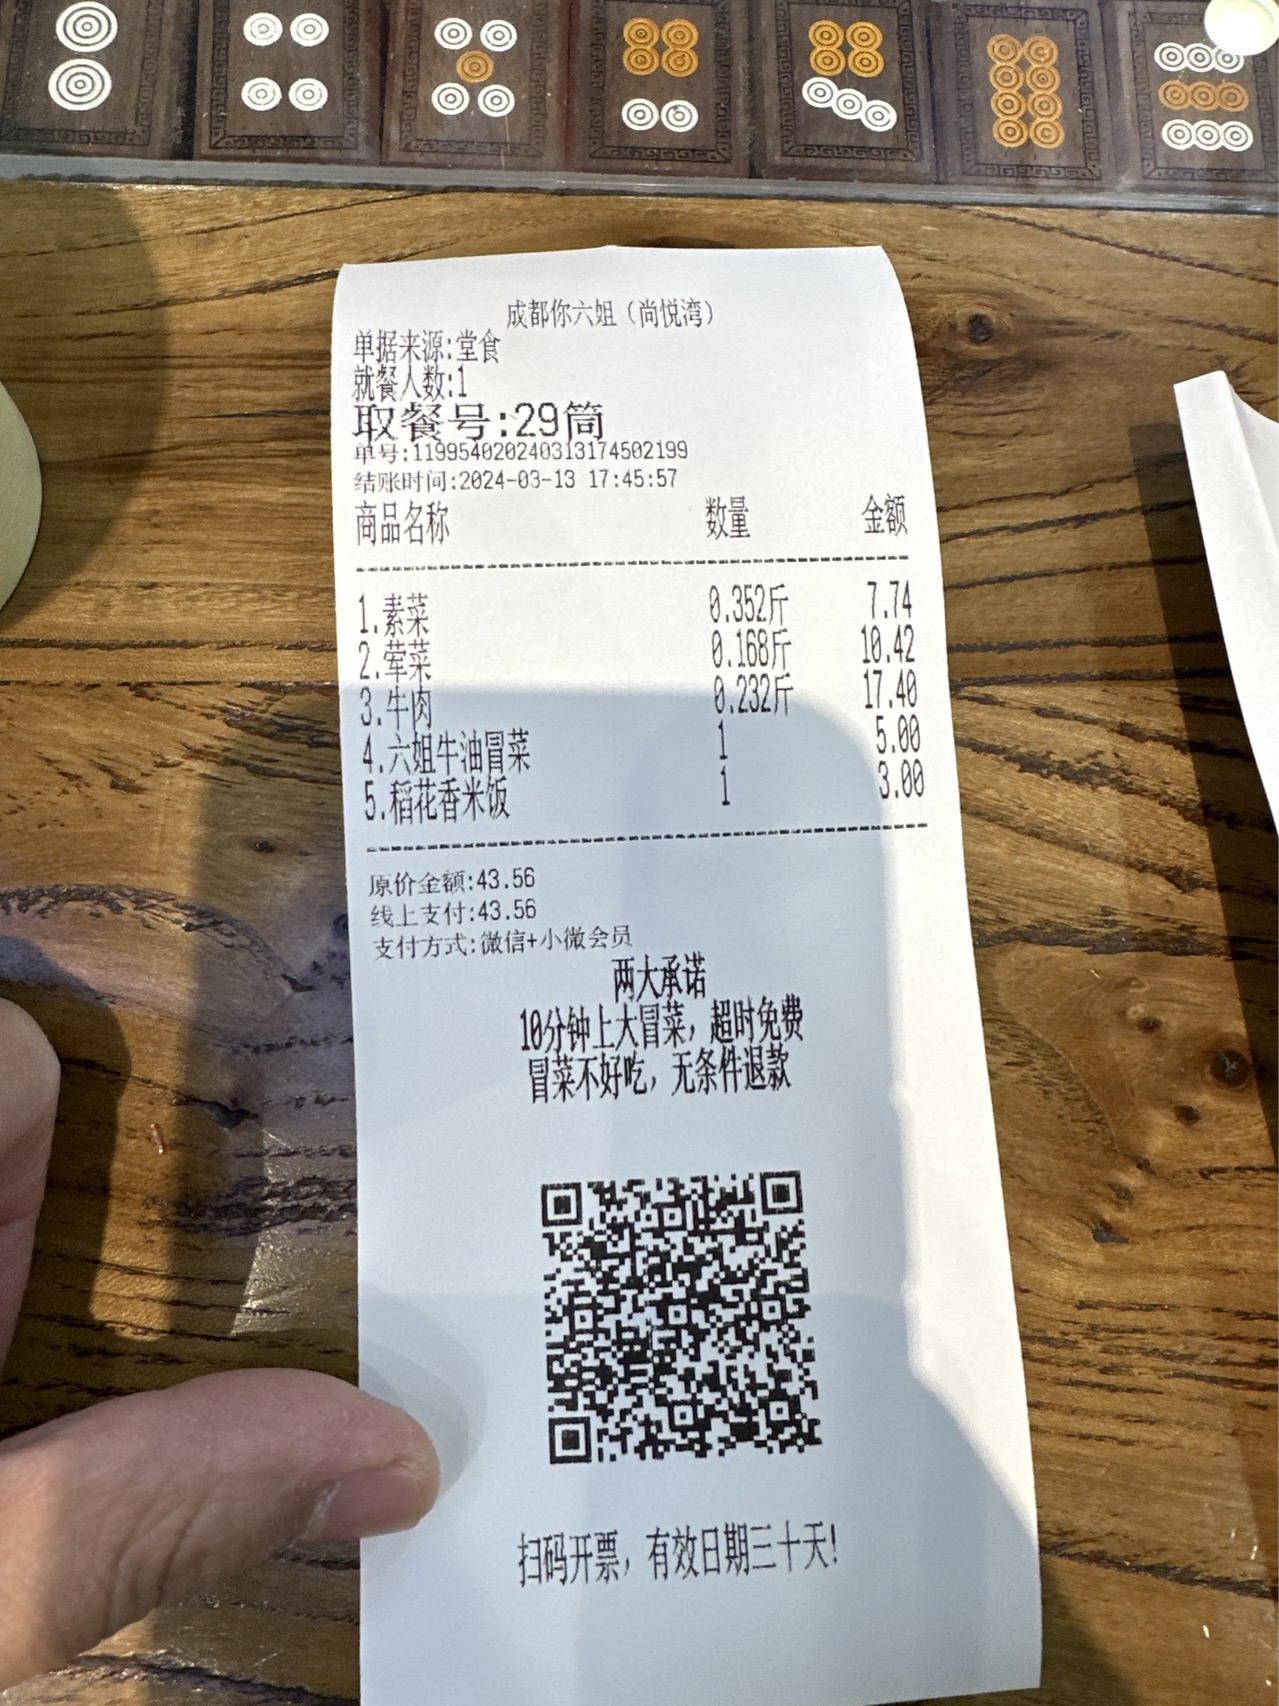 成都你六姐（尚悦湾）
单据来源:堂食
就餐人数:1
取餐号:29筒
单号:119954020240313174502199
结账时间:2024-03-13 17:45:57
商品名称 数量 金额
1.素菜 0.352斤 7.74
2.荤菜 0.168斤 10.42
3.牛肉 0.232斤 17.40
4.六姐牛油冒菜 1 5.00
5.稻花香米饭 1 3.00
原价金额:43.56
线上支付:43.56
支付方式:微信+小微会员
两大承诺
10分钟上大冒菜，超时免费
冒菜不好吃，无条件退款
扫码开票，有效日期三十天!